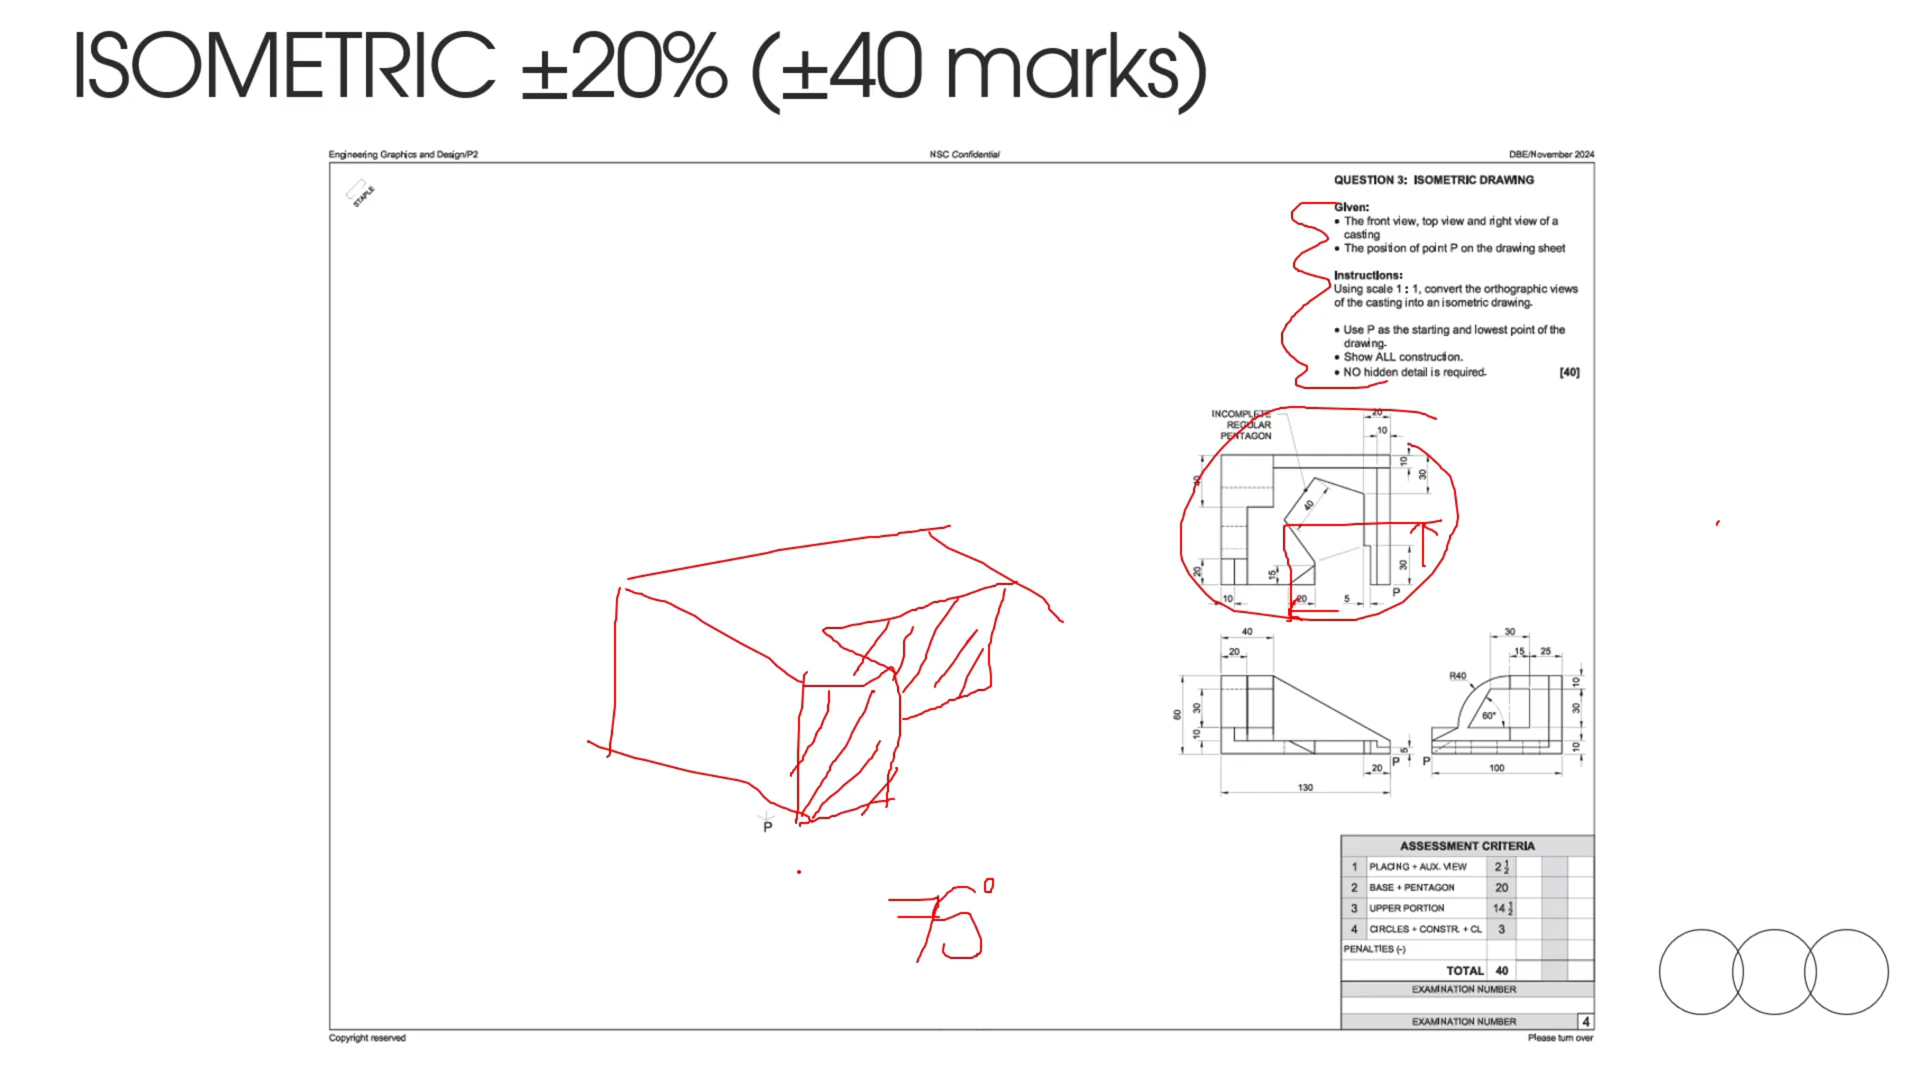 ISOMETRIC ±20% (±40 marks)
Engineering Graphics and Design/P2
NSC Confidential
DBE/November 2024
STAPLE
QUESTION 3: ISOMETRIC DRAWING
Given:
• The front view, top view and right view of a
casting
• The position of point P on the drawing sheet
Instructions:
Using scale 1 : 1, convert the orthographic views
of the casting into an isometric drawing.
• Use P as the starting and lowest point of the
drawing.
• Show ALL construction.
• NO hidden detail is required. [40]
INCOMPLETE
REGULAR
PENTAGON
20
10
10
30
40
40
20
15
30
10
20
5
P
40
20
60
30
10
5
P
20
130
30
15
25
R40
60°
10
30
10
P
100
P
75°
ASSESSMENT CRITERIA
1 PLACING + AUX. VIEW 2 1/2
2 BASE + PENTAGON 20
3 UPPER PORTION 14 1/2
4 CIRCLES + CONSTR. + CL 3
PENALTIES (-)
TOTAL 40
EXAMINATION NUMBER
EXAMINATION NUMBER
4
Copyright reserved
Please turn over